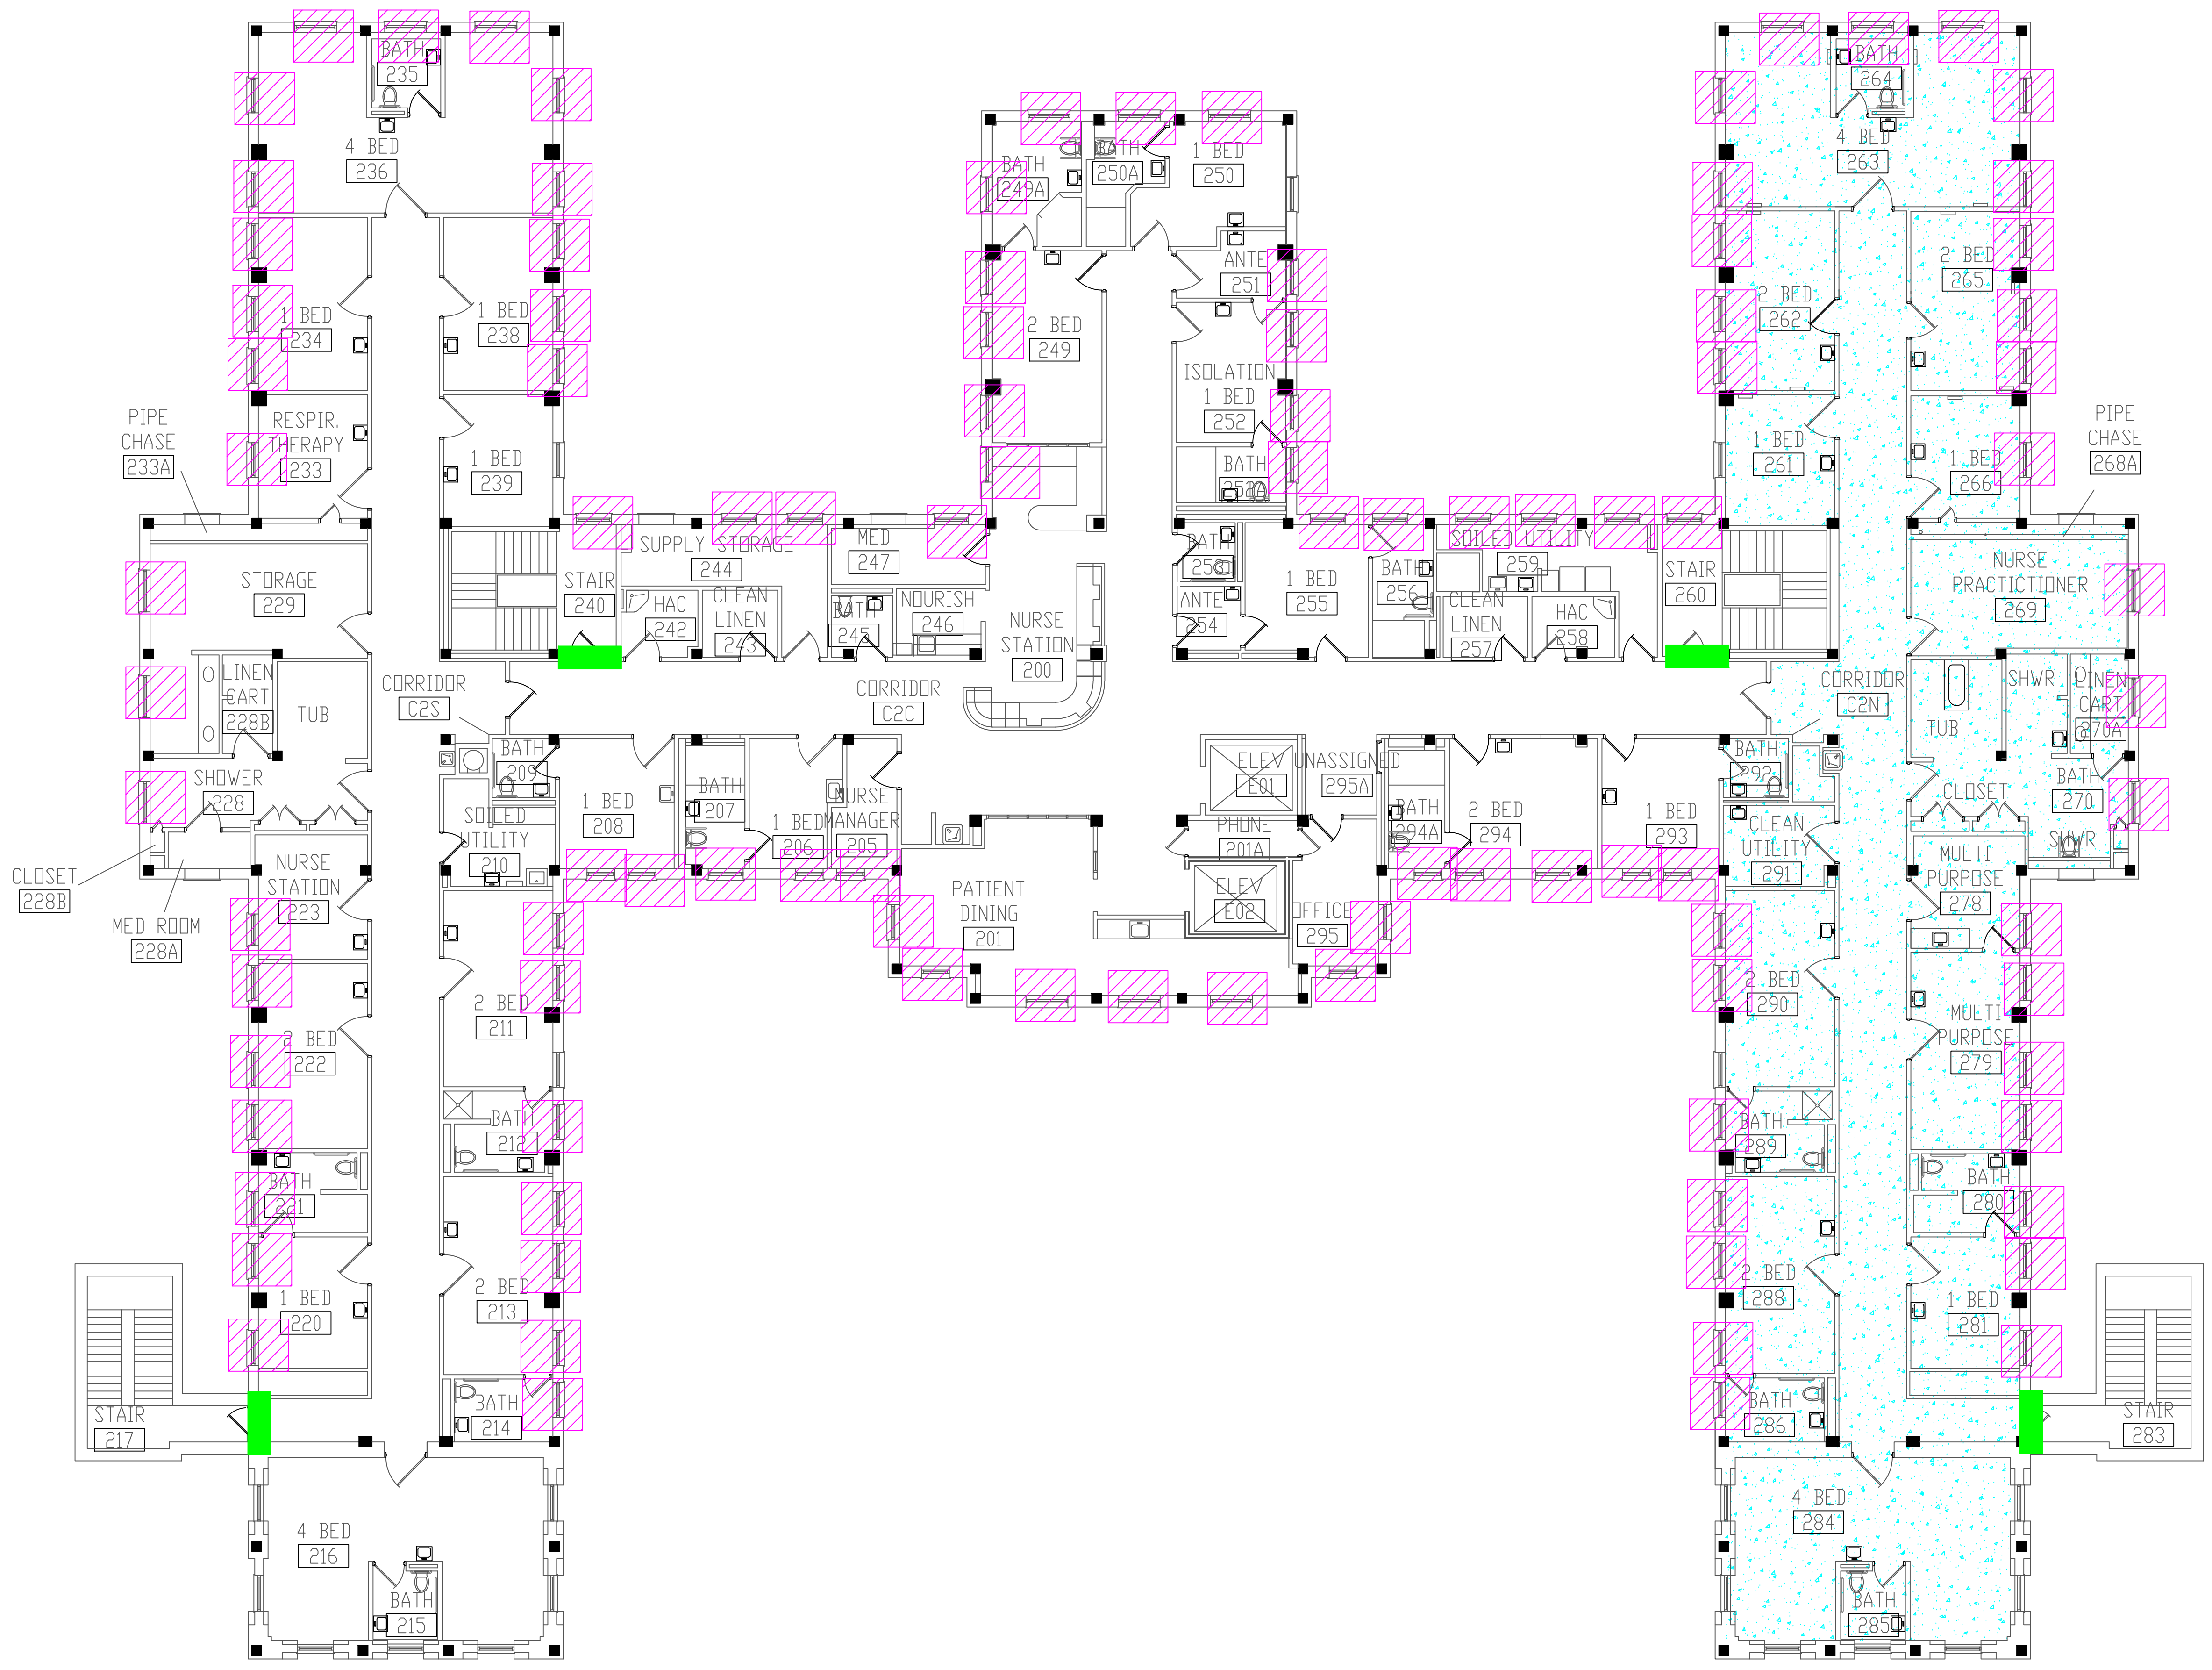 BATH
235
4 BED
236
1 BED
234
1 BED
238
RESPIR.
THERAPY
233
1 BED
239
PIPE
CHASE
233A
STORAGE
229
LINEN
CART
228B
TUB
SHOWER
228
CLOSET
228B
MED ROOM
228A
NURSE
STATION
223
2 BED
222
BATH
221
1 BED
220
STAIR
217
4 BED
216
BATH
215
BATH
214
2 BED
213
BATH
212
2 BED
211
SOILED
UTILITY
210
BATH
209
CORRIDOR
C2S
STAIR
240
SUPPLY STORAGE
244
HAC
242
CLEAN
LINEN
243
MED
247
BATH
245
NOURISH
246
CORRIDOR
C2C
1 BED
208
BATH
207
1 BED
206
NURSE
MANAGER
205
BATH
249A
BATH
250A
1 BED
250
ANTE
251
2 BED
249
ISOLATION
1 BED
252
BATH
252A
NURSE
STATION
200
BATH
253
ANTE
254
1 BED
255
BATH
256
SOILED UTILITY
259
CLEAN
LINEN
257
HAC
258
STAIR
260
ELEV
E01
UNASSIGNED
295A
PHONE
201A
ELEV
E02
OFFICE
295
PATIENT
DINING
201
BATH
294A
2 BED
294
1 BED
293
BATH
292
CLEAN
UTILITY
291
CORRIDOR
C2N
BATH
264
4 BED
263
2 BED
262
2 BED
265
1 BED
261
1 BED
266
PIPE
CHASE
268A
NURSE
PRACTICTIONER
269
SHWR
LINEN
CART
270A
TUB
BATH
270
CLOSET
SHWR
MULTI
PURPOSE
278
MULTI
PURPOSE
279
2 BED
290
BATH
289
BATH
280
2 BED
288
1 BED
281
BATH
286
STAIR
283
4 BED
284
BATH
285